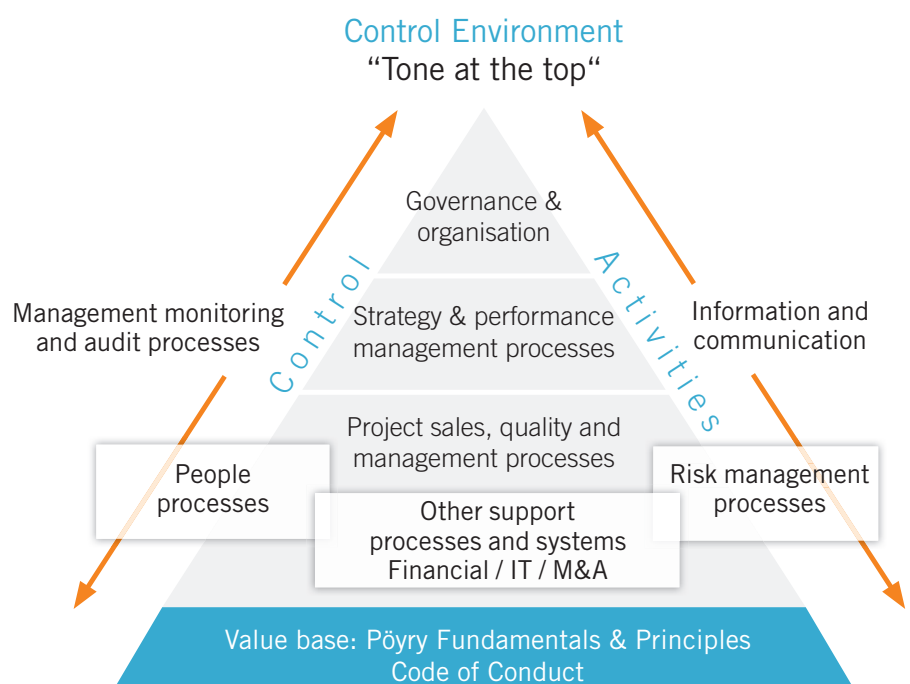 Control Environment
“Tone at the top“
Governance &
organisation
Control
Activities
Management monitoring
and audit processes
Strategy & performance
management processes
Information and
communication
Project sales, quality and
management processes
People
processes
Risk management
processes
Other support
processes and systems
Financial / IT / M&A
Value base: Pöyry Fundamentals & Principles
Code of Conduct